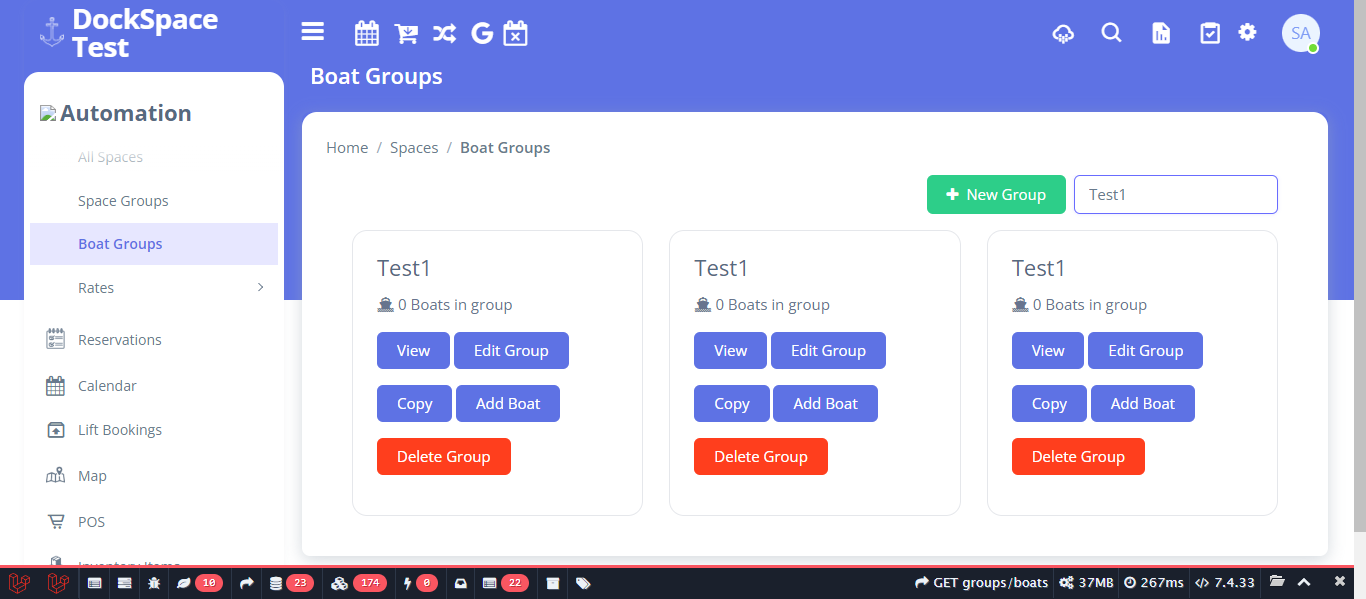 DockSpace
Test
Boat Groups
SA
Automation
All Spaces
Space Groups
Boat Groups
Rates
Reservations
Calendar
Lift Bookings
Map
POS
Inventory Items
Home / Spaces / Boat Groups
New Group
Test1
Test1
0 Boats in group
View
Edit Group
Copy
Add Boat
Delete Group
Test1
0 Boats in group
View
Edit Group
Copy
Add Boat
Delete Group
Test1
0 Boats in group
View
Edit Group
Copy
Add Boat
Delete Group
10
23
174
0
22
GET groups/boats
37MB
267ms
7.4.33